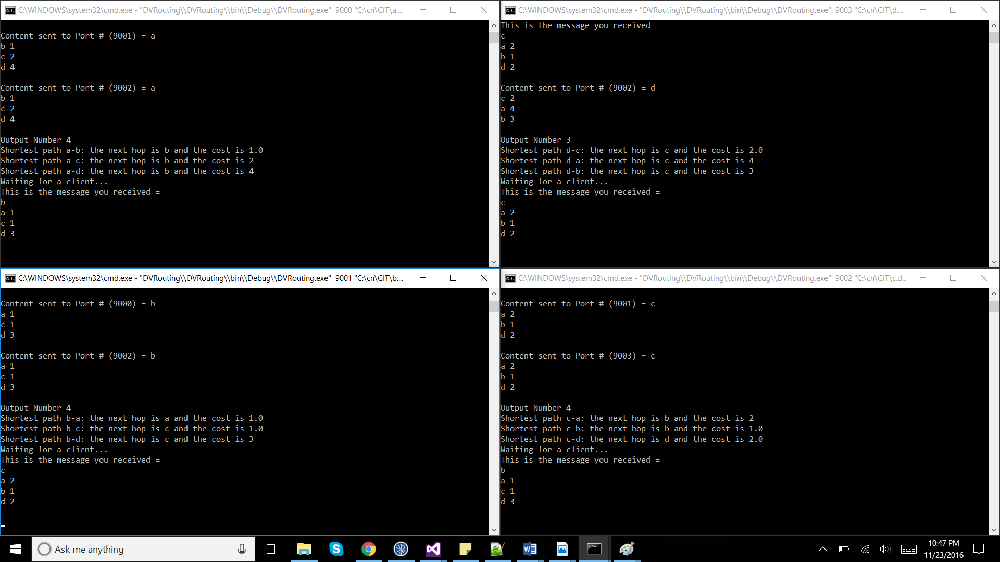 C:\WINDOWS\system32\cmd.exe - "DVRouting\\DVRouting\\bin\\Debug\\DVRouting.exe" 9000 "C:\cn\GIT\a....
Content sent to Port # (9001) = a
b 1
c 2
d 4
Content sent to Port # (9002) = a
b 1
c 2
d 4
Output Number 4
Shortest path a-b: the next hop is b and the cost is 1.0
Shortest path a-c: the next hop is b and the cost is 2
Shortest path a-d: the next hop is b and the cost is 4
Waiting for a client...
This is the message you received =
b
a 1
c 1
d 3
C:\WINDOWS\system32\cmd.exe - "DVRouting\\DVRouting\\bin\\Debug\\DVRouting.exe" 9003 "C:\cn\GIT\d....
This is the message you received =
c
a 2
b 1
d 2
Content sent to Port # (9002) = d
c 2
a 4
b 3
Output Number 3
Shortest path d-c: the next hop is c and the cost is 2.0
Shortest path d-a: the next hop is c and the cost is 4
Shortest path d-b: the next hop is c and the cost is 3
Waiting for a client...
This is the message you received =
c
a 2
b 1
d 2
C:\WINDOWS\system32\cmd.exe - "DVRouting\\DVRouting\\bin\\Debug\\DVRouting.exe" 9001 "C:\cn\GIT\b....
Content sent to Port # (9000) = b
a 1
c 1
d 3
Content sent to Port # (9002) = b
a 1
c 1
d 3
Output Number 4
Shortest path b-a: the next hop is a and the cost is 1.0
Shortest path b-c: the next hop is c and the cost is 1.0
Shortest path b-d: the next hop is c and the cost is 3
Waiting for a client...
This is the message you received =
c
a 2
b 1
d 2
C:\WINDOWS\system32\cmd.exe - "DVRouting\\DVRouting\\bin\\Debug\\DVRouting.exe" 9002 "C:\cn\GIT\c.d...
Content sent to Port # (9001) = c
a 2
b 1
d 2
Content sent to Port # (9003) = c
a 2
b 1
d 2
Output Number 4
Shortest path c-a: the next hop is b and the cost is 2
Shortest path c-b: the next hop is b and the cost is 1.0
Shortest path c-d: the next hop is d and the cost is 2.0
Waiting for a client...
This is the message you received =
b
a 1
c 1
d 3
Ask me anything
10:47 PM
11/23/2016